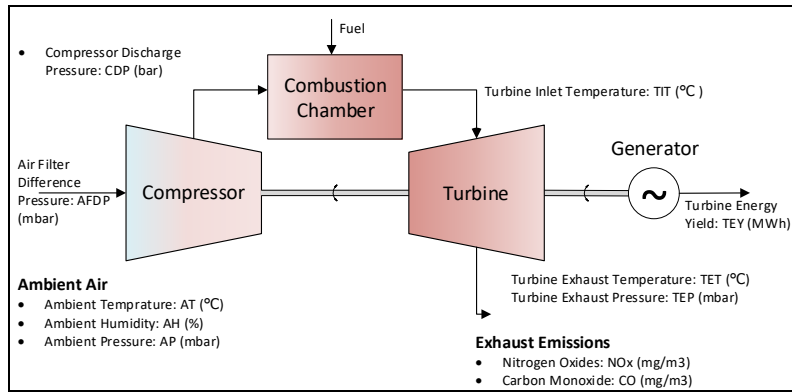 Fuel
• Compressor Discharge
Pressure: CDP (bar)
Combustion
Chamber
Turbine Inlet Temperature: TIT (℃ )
Generator
Air Filter
Difference
Pressure: AFDP
(mbar)
Compressor
Turbine
~
Turbine Energy
Yield: TEY (MWh)
Ambient Air
• Ambient Temprature: AT (℃)
• Ambient Humidity: AH (%)
• Ambient Pressure: AP (mbar)
Turbine Exhaust Temperature: TET (℃)
Turbine Exhaust Pressure: TEP (mbar)
Exhaust Emissions
• Nitrogen Oxides: NOx (mg/m3)
• Carbon Monoxide: CO (mg/m3)